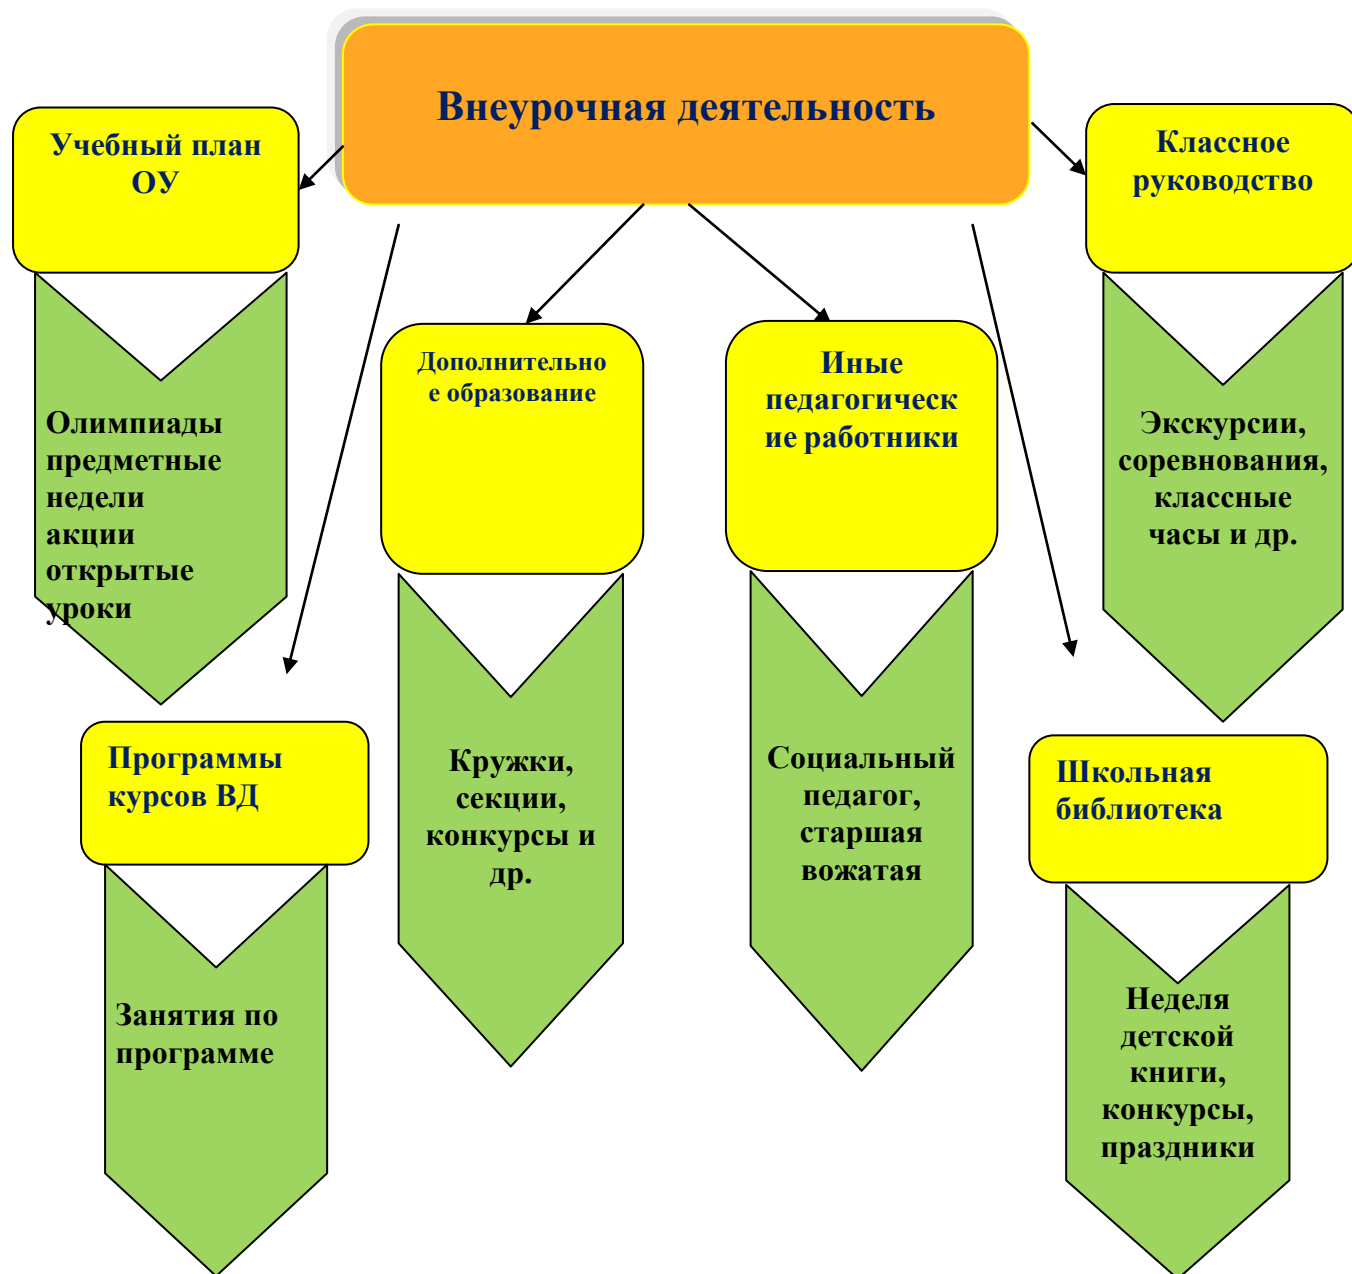 Внеурочная деятельность
Учебный план
ОУ
Классное
руководство
Дополнительно
е образование
Иные
педагогическ
ие работники
Олимпиады
предметные
недели
акции
открытые
уроки
Экскурсии,
соревнования,
классные
часы и др.
Программы
курсов ВД
Кружки,
секции,
конкурсы и
др.
Социальный
педагог,
старшая
вожатая
Школьная
библиотека
Занятия по
программе
Неделя
детской
книги,
конкурсы,
праздники